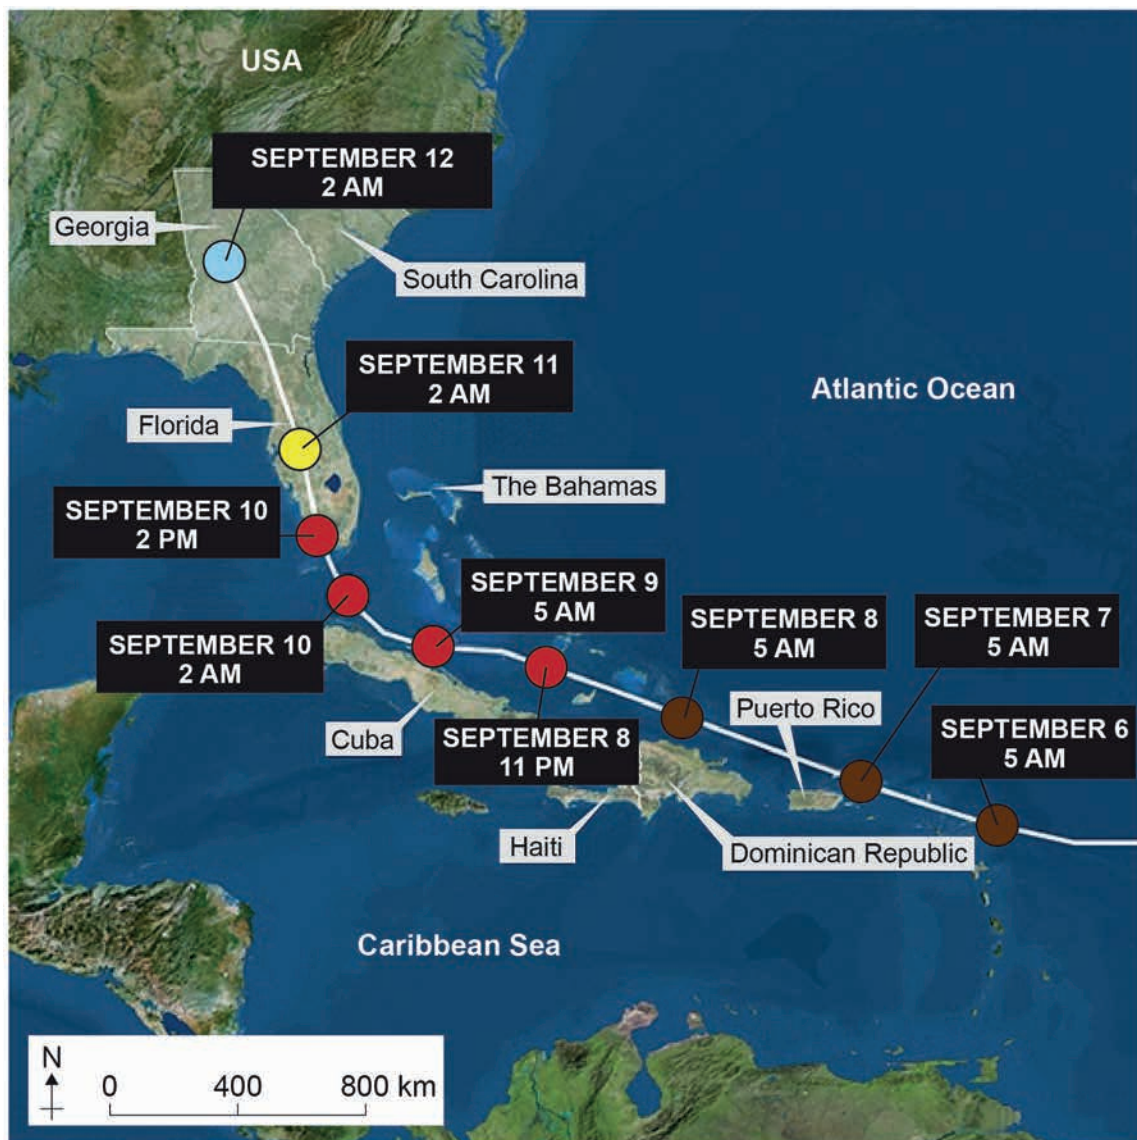 USA
SEPTEMBER 12
2 AM
Georgia
South Carolina
SEPTEMBER 11
2 AM
Atlantic Ocean
Florida
The Bahamas
SEPTEMBER 10
2 PM
SEPTEMBER 9
5 AM
SEPTEMBER 8
5 AM
SEPTEMBER 7
5 AM
SEPTEMBER 10
2 AM
Puerto Rico
Cuba
SEPTEMBER 8
11 PM
SEPTEMBER 6
5 AM
Haiti
Dominican Republic
Caribbean Sea
N
0 400 800 km